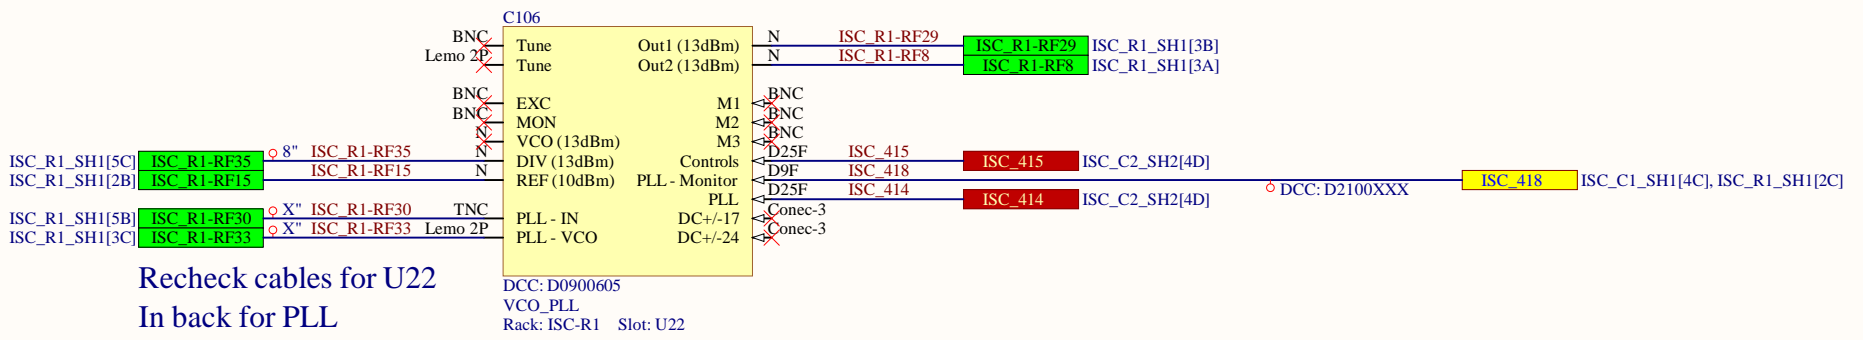 C106
BNC Tune Out1 (13dBm) N ISC_R1-RF29 ISC_R1-RF29 ISC_R1_SH1[3B]
Lemo 2P Tune Out2 (13dBm) N ISC_R1-RF8 ISC_R1-RF8 ISC_R1_SH1[3A]
BNC EXC M1 BNC
BNC MON M2 BNC
N VCO (13dBm) M3 BNC
ISC_R1_SH1[5C] ISC_R1-RF35 8" ISC_R1-RF35 N DIV (13dBm) Controls D25F ISC_415 ISC_415 ISC_C2_SH2[4D]
ISC_R1_SH1[2B] ISC_R1-RF15 ISC_R1-RF15 N REF (10dBm) PLL - Monitor D9F ISC_418 DCC: D2100XXX ISC_418 ISC_C1_SH1[4C], ISC_R1_SH1[2C]
PLL D25F ISC_414 ISC_414 ISC_C2_SH2[4D]
ISC_R1_SH1[5B] ISC_R1-RF30 X" ISC_R1-RF30 TNC PLL - IN DC+/-17 Conec-3
ISC_R1_SH1[3C] ISC_R1-RF33 X" ISC_R1-RF33 Lemo 2P PLL - VCO DC+/-24 Conec-3
Recheck cables for U22
In back for PLL
DCC: D0900605
VCO_PLL
Rack: ISC-R1 Slot: U22